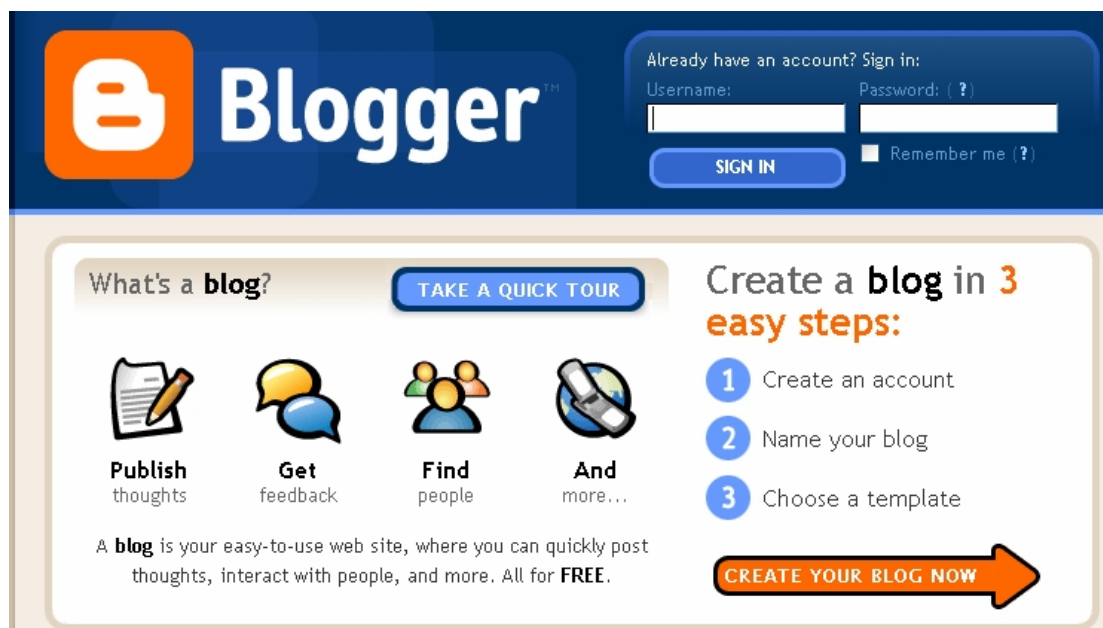 Blogger™
Already have an account? Sign in:
Username:
Password: (?)
SIGN IN
Remember me (?)
What's a blog?
TAKE A QUICK TOUR
Publish
thoughts
Get
feedback
Find
people
And
more...
A blog is your easy-to-use web site, where you can quickly post
thoughts, interact with people, and more. All for FREE.
Create a blog in 3
easy steps:
1 Create an account
2 Name your blog
3 Choose a template
CREATE YOUR BLOG NOW